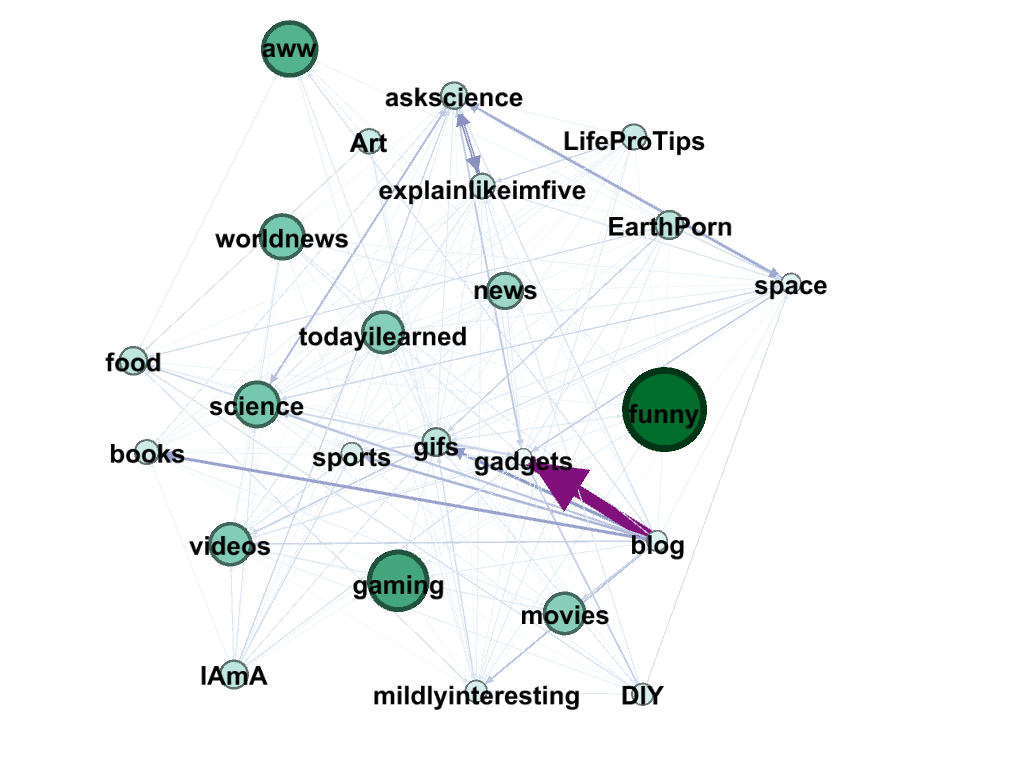 aww
askscience
Art
LifeProTips
explainlikeimfive
worldnews
EarthPorn
news
space
todayilearned
food
science
funny
books
sports
gifs
gadgets
videos
blog
gaming
movies
IAmA
mildlyinteresting
DIY